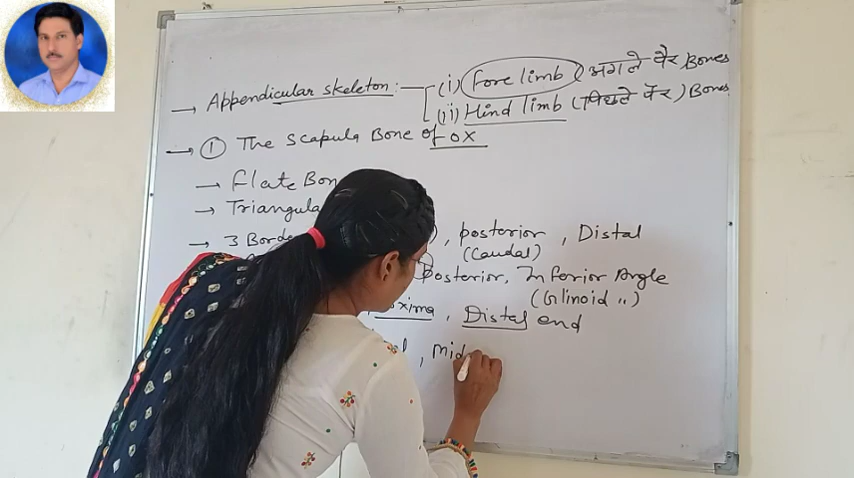 → Appendicular skeleton :- (i) Fore limb (अगले पैर) Bones
(ii) Hind limb (पिछले पैर) Bones
→ ① The Scapula Bone of OX
→ Flate Bon
→ Triangula
→ 3 Borde , posterior , Distal
(Caudal)
Posterior, Inferior Angle
(Glinoid ,,)
oxima , Distal end
, Mid